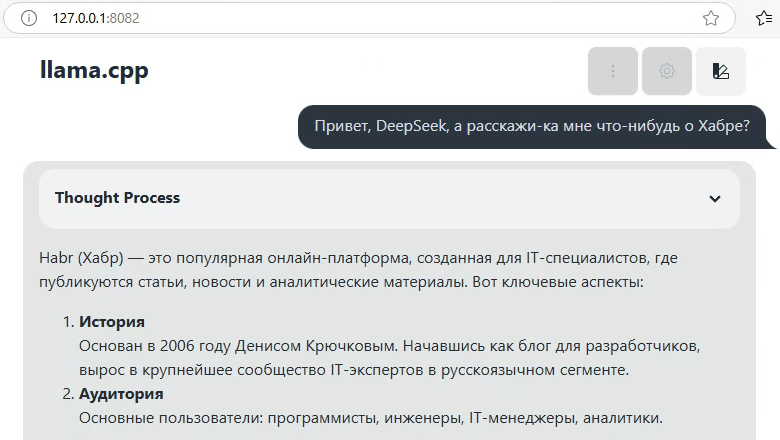 127.0.0.1:8082
llama.cpp
Привет, DeepSeek, а расскажи-ка мне что-нибудь о Хабре?
Thought Process
Habr (Хабр) — это популярная онлайн-платформа, созданная для IT-специалистов, где
публикуются статьи, новости и аналитические материалы. Вот ключевые аспекты:
1. История
Основан в 2006 году Денисом Крючковым. Начавшись как блог для разработчиков,
вырос в крупнейшее сообщество IT-экспертов в русскоязычном сегменте.
2. Аудитория
Основные пользователи: программисты, инженеры, IT-менеджеры, аналитики.